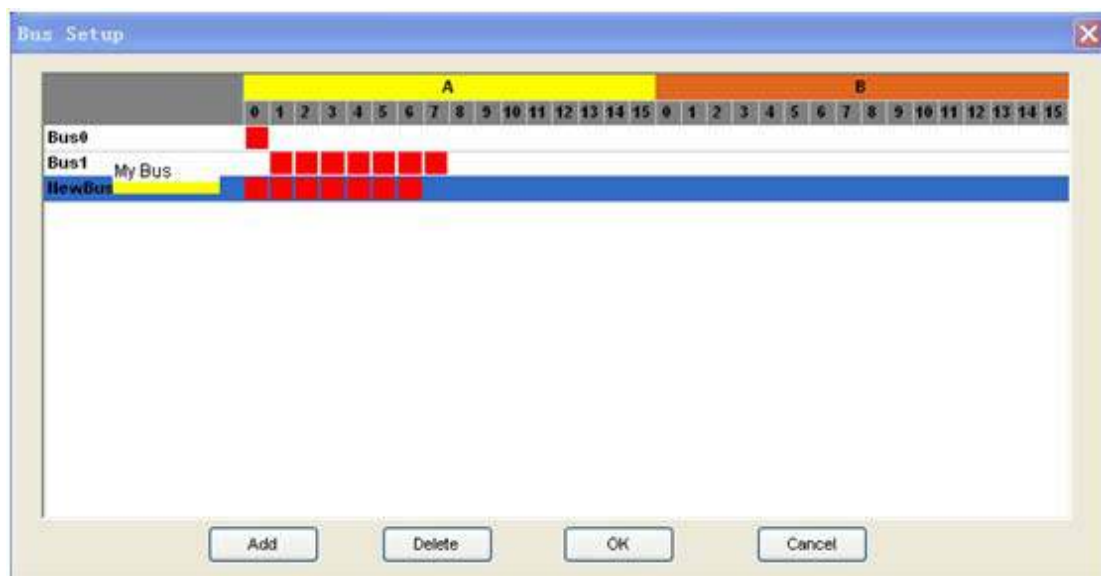 Bus Setup
A B
0 1 2 3 4 5 6 7 8 9 10 11 12 13 14 15 0 1 2 3 4 5 6 7 8 9 10 11 12 13 14 15
Bus0
Bus1
My Bus
NewBus
Add Delete OK Cancel